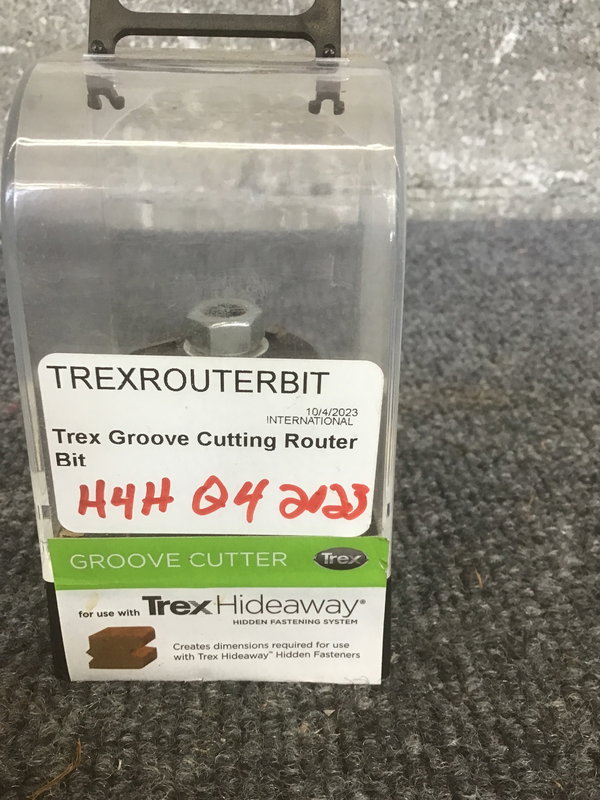 TREXROUTERBIT
10/4/2023
INTERNATIONAL
Trex Groove Cutting Router
Bit
H4H Q4 2023
GROOVE CUTTER Trex
for use with Trex Hideaway®
HIDDEN FASTENING SYSTEM
Creates dimensions required for use
with Trex Hideaway™ Hidden Fasteners